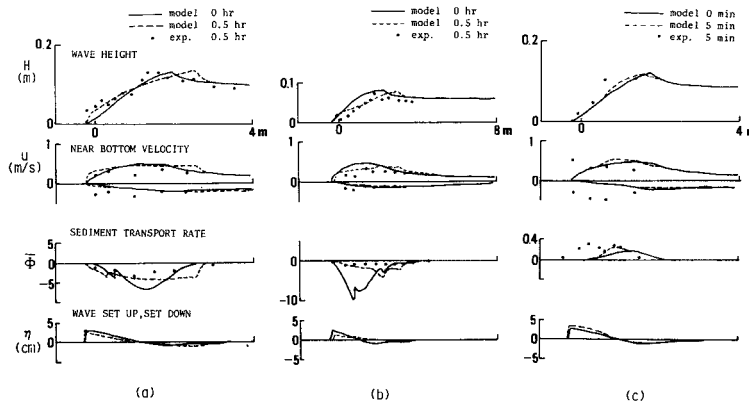 model 0 hr
model 0.5 hr
exp. 0.5 hr
model 0 hr
model 0.5 hr
exp. 0.5 hr
model 0 min
model 5 min
exp. 5 min
WAVE HEIGHT
H
(m)
0.2
0
0
4 m
0.1
0
0
8 m
0.2
0
0
4 m
NEAR BOTTOM VELOCITY
U
(m/s)
1
0
1
0
1
0
SEDIMENT TRANSPORT RATE
Φ̅
5
0
-5
0
-10
0.4
0
WAVE SET UP,SET DOWN
η
(cm)
5
0
5
0
-5
5
0
-5
(a)
(b)
(c)